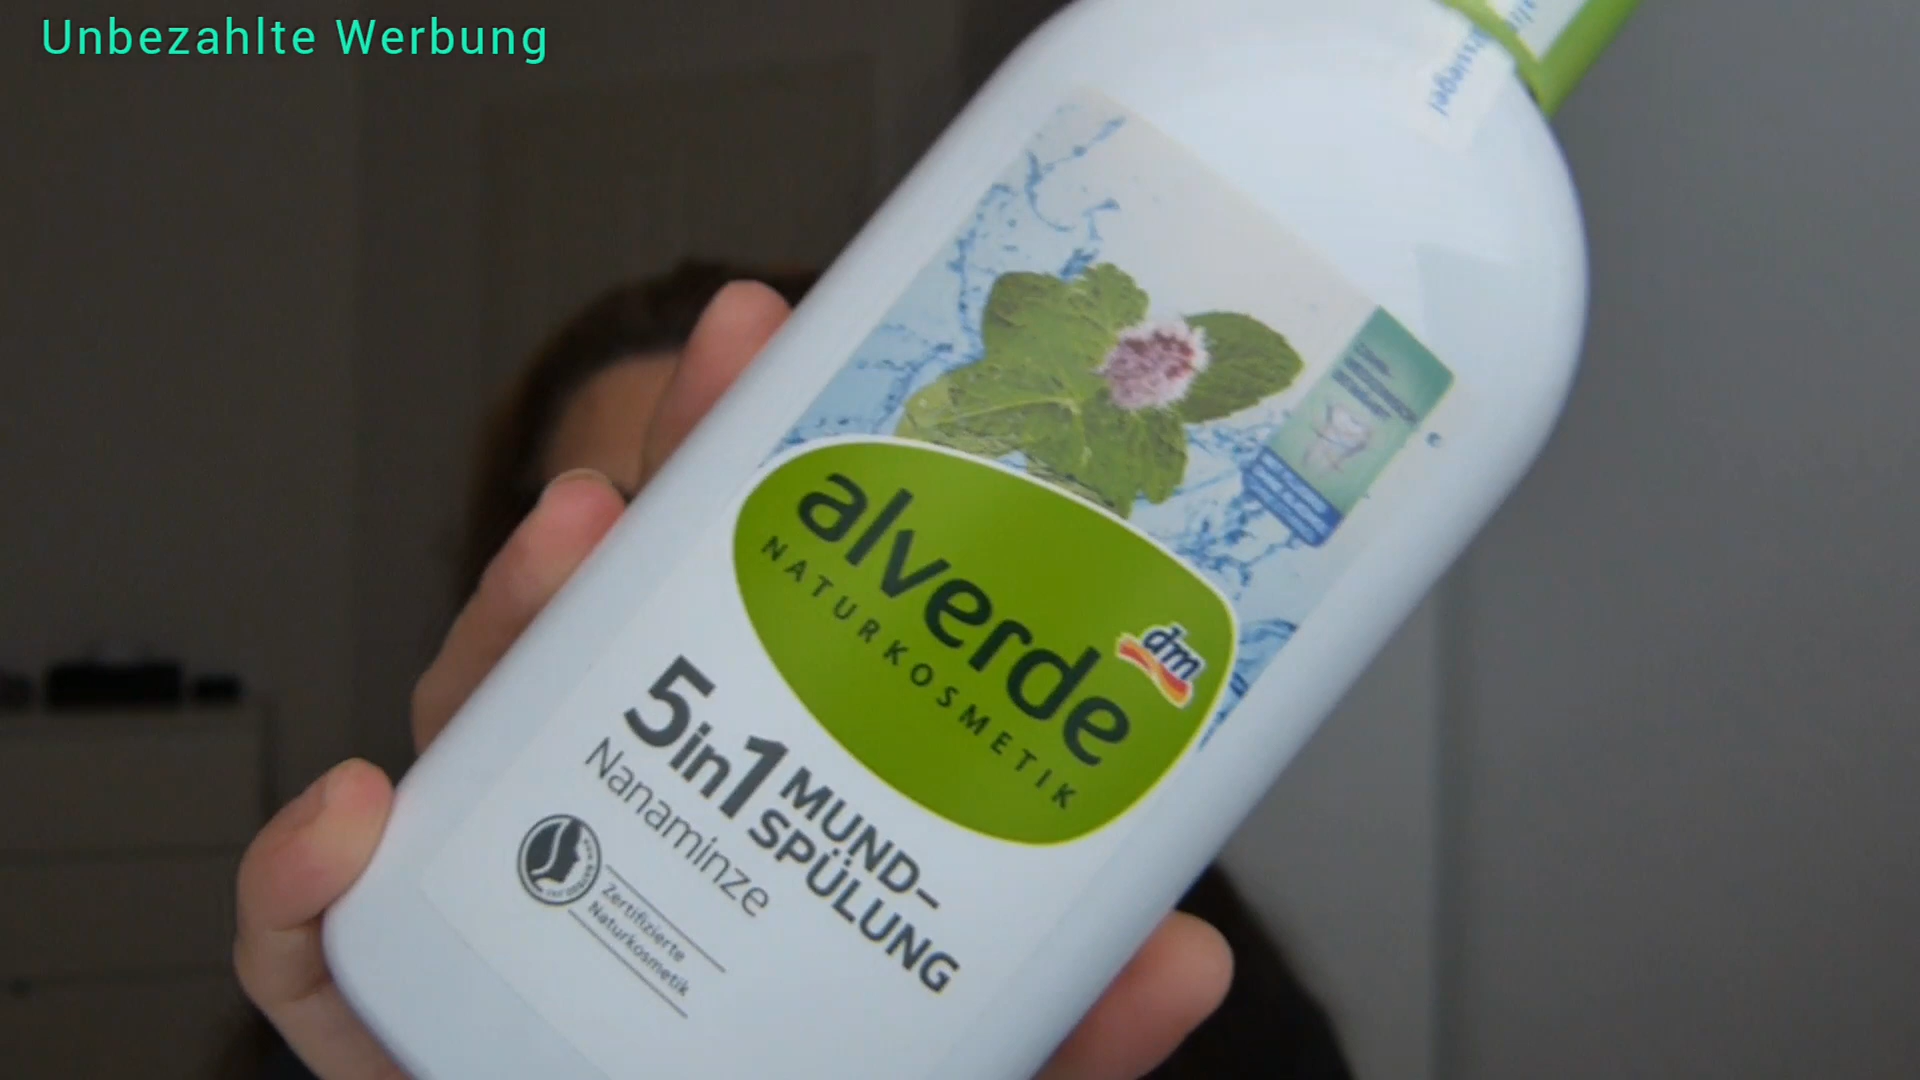 Unbezahlte Werbung
alverde
NATURKOSMETIK
dm
5in1 MUND-
SPÜLUNG
Nanaminze
Zertifizierte
Naturkosmetik